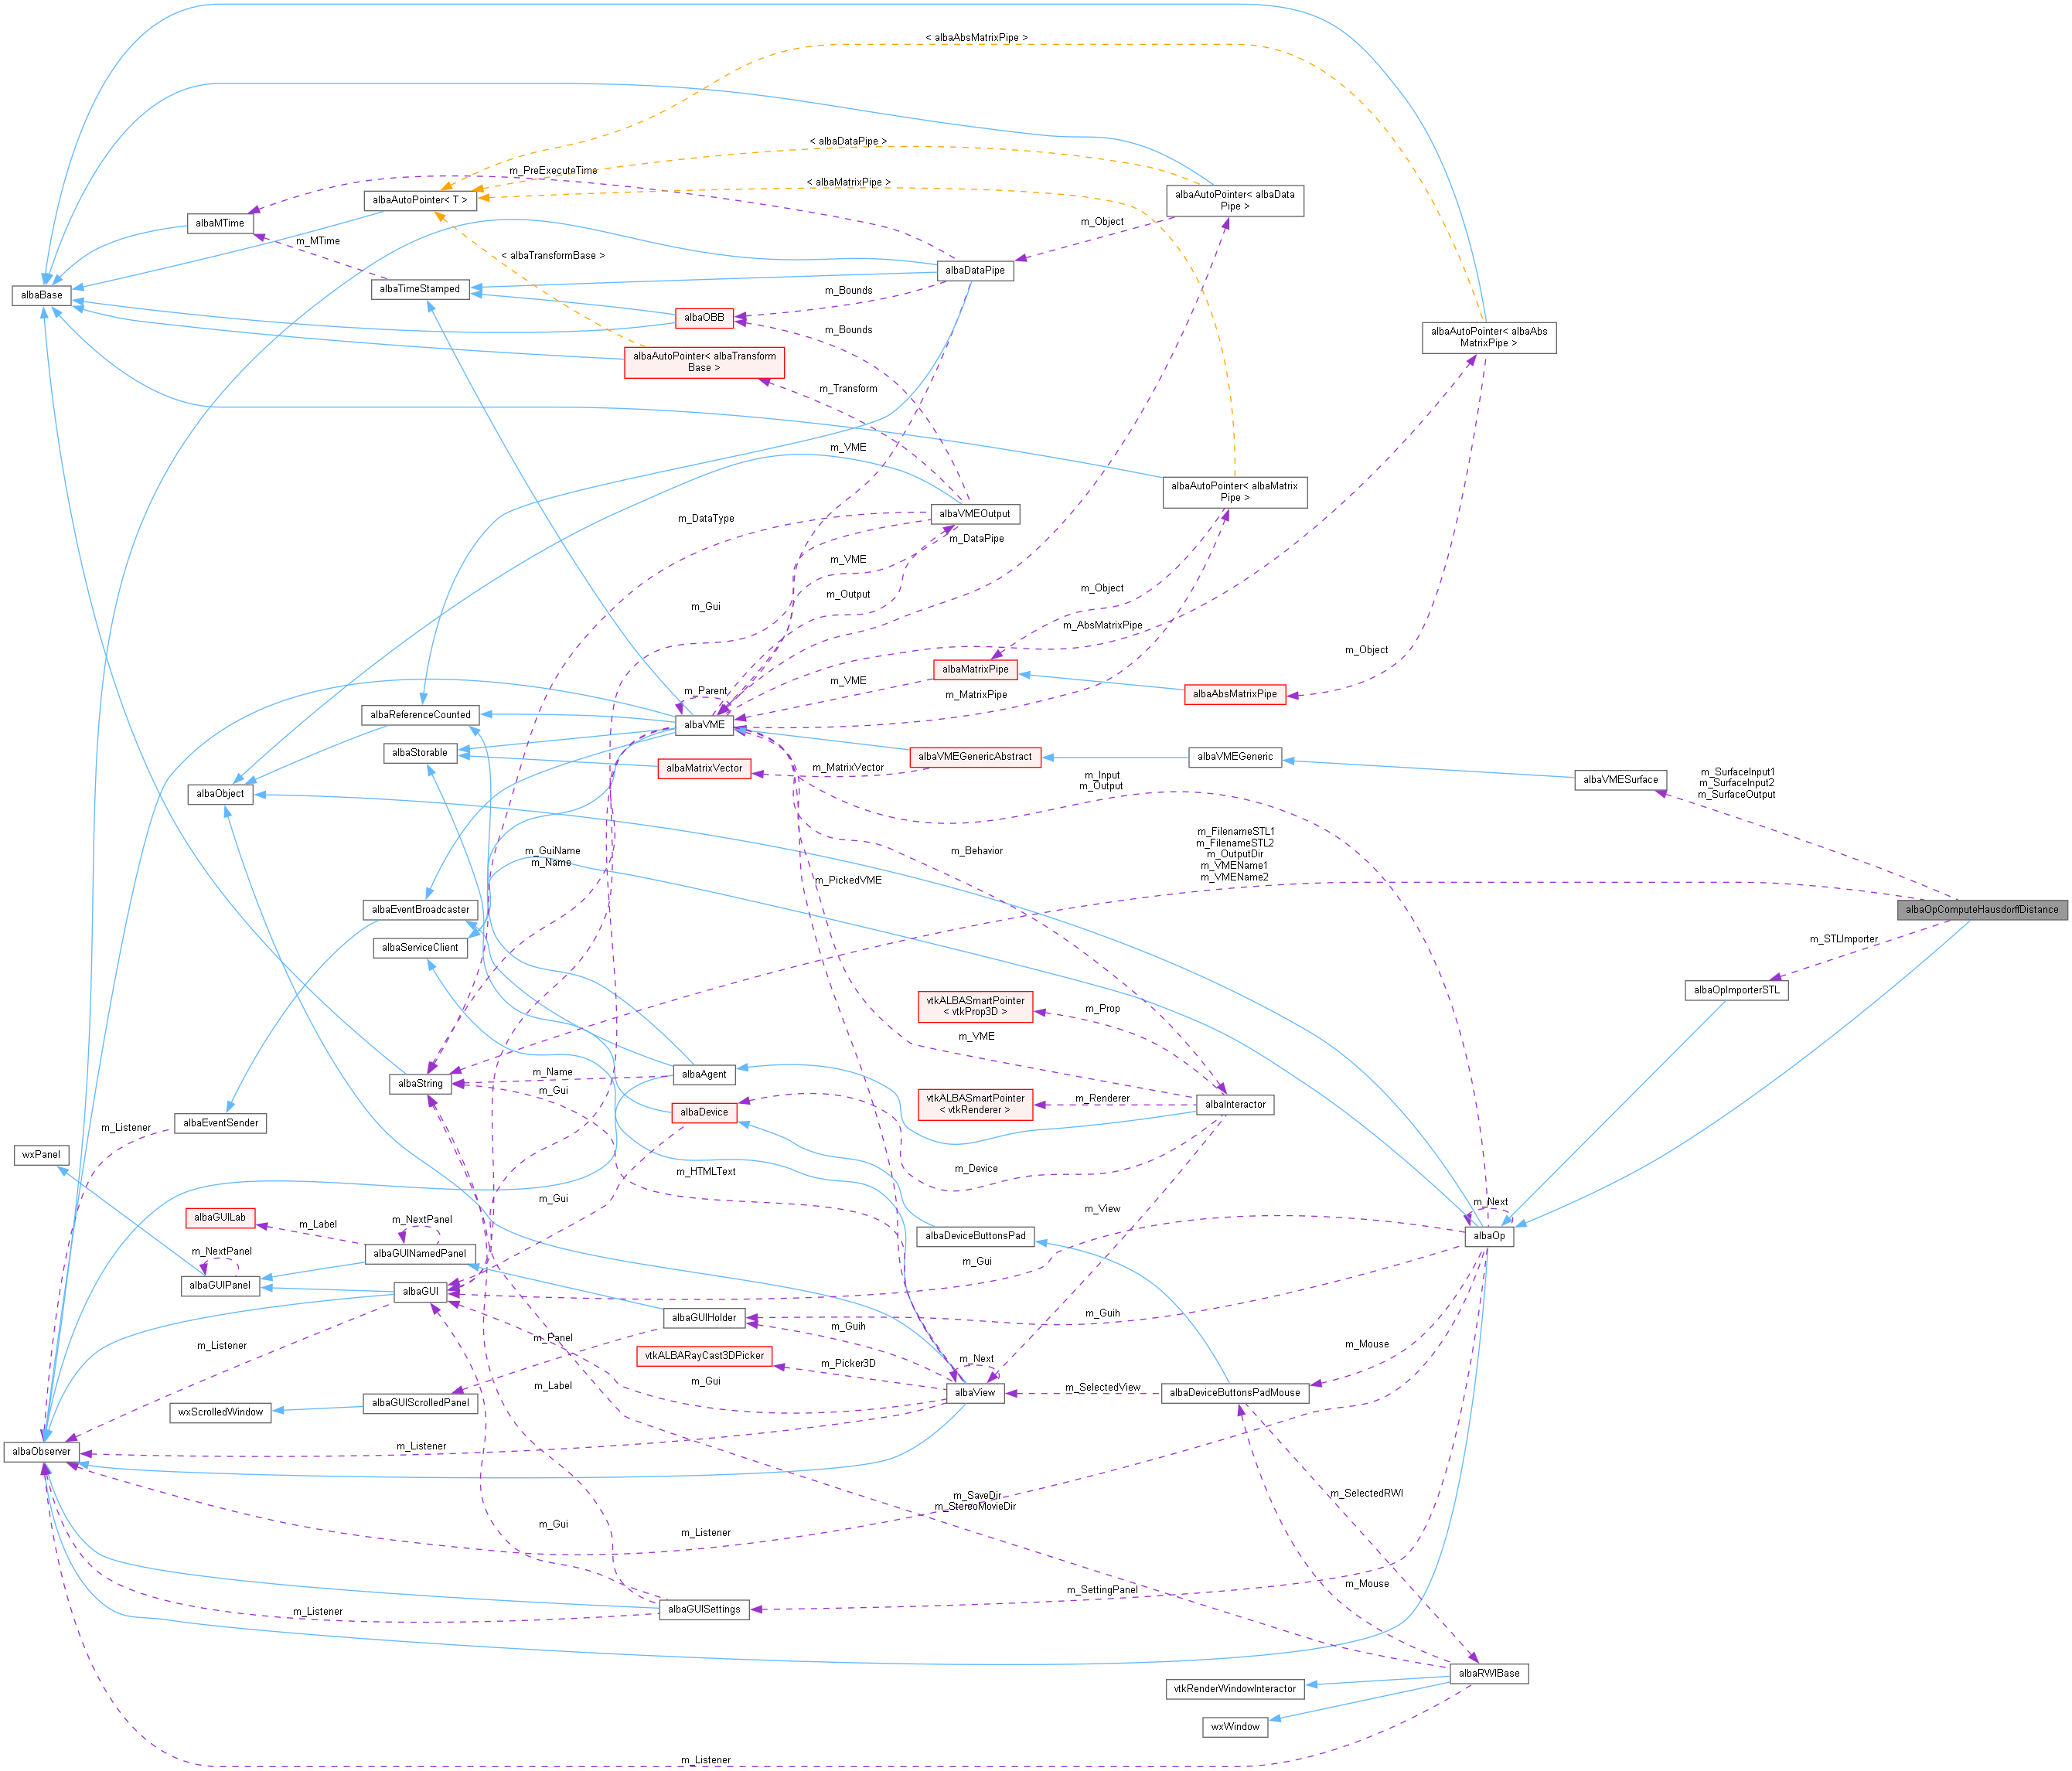 < albaAbsMatrixPipe >
< albaDataPipe >
m_PreExecuteTime
< albaMatrixPipe >
albaAutoPointer< T >
albaAutoPointer< albaData
Pipe >
albaMTime
m_Object
m_MTime
< albaTransformBase >
albaDataPipe
albaTimeStamped
albaBase
m_Bounds
albaOBB
m_Bounds
albaAutoPointer< albaAbs
MatrixPipe >
albaAutoPointer< albaTransform
Base >
m_Transform
m_VME
albaAutoPointer< albaMatrix
Pipe >
albaVMEOutput
m_DataType
m_DataPipe
m_VME
m_Object
m_Output
m_Gui
m_AbsMatrixPipe
m_Object
albaMatrixPipe
m_VME
m_Parent
albaAbsMatrixPipe
m_MatrixPipe
albaReferenceCounted
albaVME
albaStorable
albaVMEGenericAbstract
albaVMEGeneric
albaMatrixVector
m_MatrixVector
m_Input
m_Output
albaVMESurface
m_SurfaceInput1
m_SurfaceInput2
m_SurfaceOutput
albaObject
m_FilenameSTL1
m_FilenameSTL2
m_OutputDir
m_VMEName1
m_VMEName2
m_GuiName
m_Name
m_Behavior
m_PickedVME
albaEventBroadcaster
albaOpComputeHausdorffDistance
albaServiceClient
m_STLImporter
albaOpImporterSTL
vtkALBASmartPointer
< vtkProp3D >
m_Prop
m_VME
albaString
m_Name
albaAgent
m_Gui
vtkALBASmartPointer
< vtkRenderer >
m_Renderer
albaInteractor
albaDevice
albaEventSender
m_Listener
wxPanel
m_HTMLText
m_Device
m_Gui
m_View
m_Next
albaGUILab
m_Label
m_NextPanel
albaDeviceButtonsPad
albaOp
m_NextPanel
albaGUINamedPanel
m_Gui
albaGUIPanel
albaGUI
albaGUIHolder
m_Guih
m_Guih
m_Listener
m_Panel
m_Mouse
vtkALBARayCast3DPicker
m_Picker3D
m_Next
m_Label
m_Gui
m_SelectedView
albaView
albaDeviceButtonsPadMouse
albaGUIScrolledPanel
wxScrolledWindow
albaObserver
m_Listener
m_SaveDir
m_StereoMovieDir
m_SelectedRWI
m_Gui
m_Listener
m_Mouse
m_SettingPanel
m_Listener
albaGUISettings
albaRWIBase
vtkRenderWindowInteractor
wxWindow
m_Listener